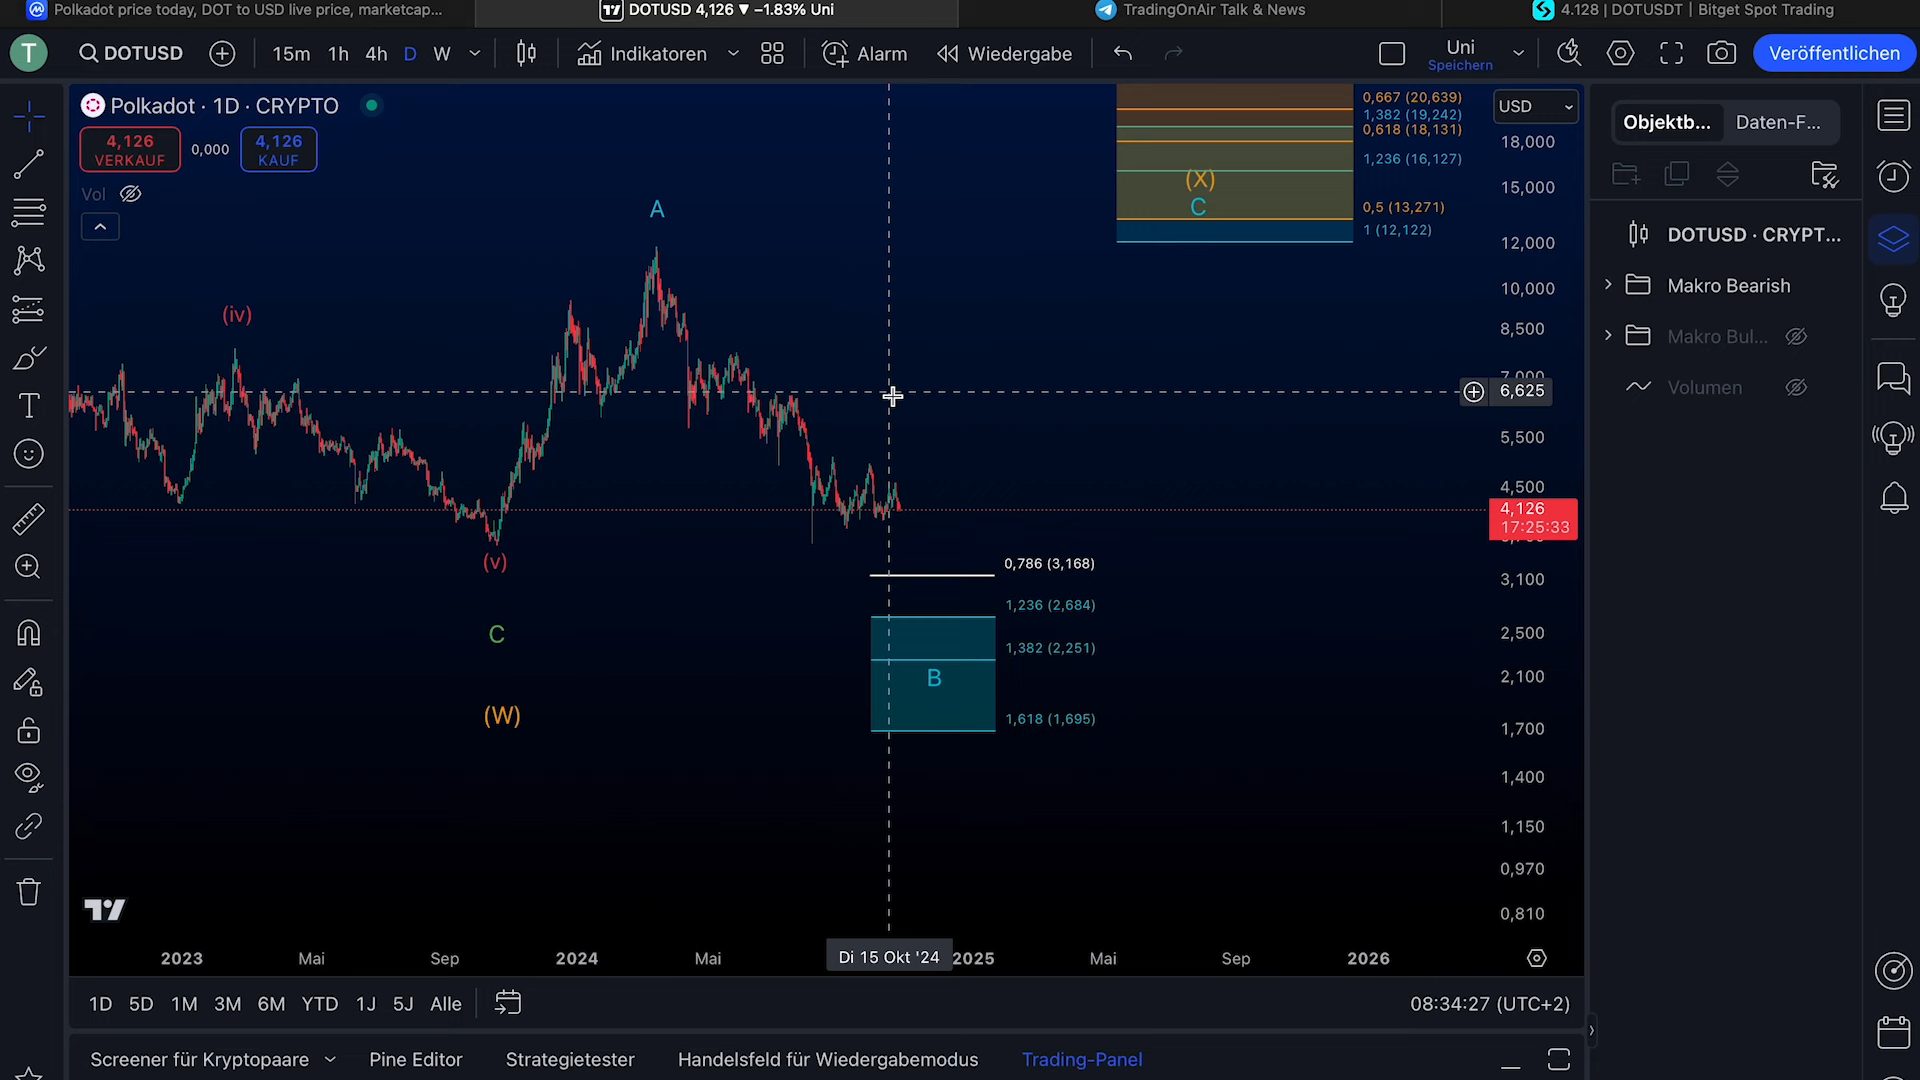 Polkadot price today, DOT to USD live price, marketcap...
DOTUSD 4,126 ▼ −1.83% Uni
TradingOnAir Talk & News
4.128 | DOTUSDT | Bitget Spot Trading
T
DOTUSD
15m 1h 4h D W
Indikatoren
Alarm
Wiedergabe
Uni
Speichern
Veröffentlichen
Polkadot · 1D · CRYPTO
4,126
VERKAUF
0,000
4,126
KAUF
Vol
USD
0,667 (20,639)
1,382 (19,242)
0,618 (18,131)
1,236 (16,127)
0,5 (13,271)
1 (12,122)
(X)
C
A
(iv)
(v)
C
(W)
0,786 (3,168)
1,236 (2,684)
1,382 (2,251)
B
1,618 (1,695)
18,000
15,000
12,000
10,000
8,500
7,000
6,625
5,500
4,500
4,126
17:25:33
3,100
2,500
2,100
1,700
1,400
1,150
0,970
0,810
2023 Mai Sep 2024 Mai Di 15 Okt '24 2025 Mai Sep 2026
1D 5D 1M 3M 6M YTD 1J 5J Alle
08:34:27 (UTC+2)
Screener für Kryptopaare Pine Editor Strategietester Handelsfeld für Wiedergabemodus Trading-Panel
Objektb... Daten-F...
DOTUSD · CRYPT...
Makro Bearish
Makro Bul...
Volumen